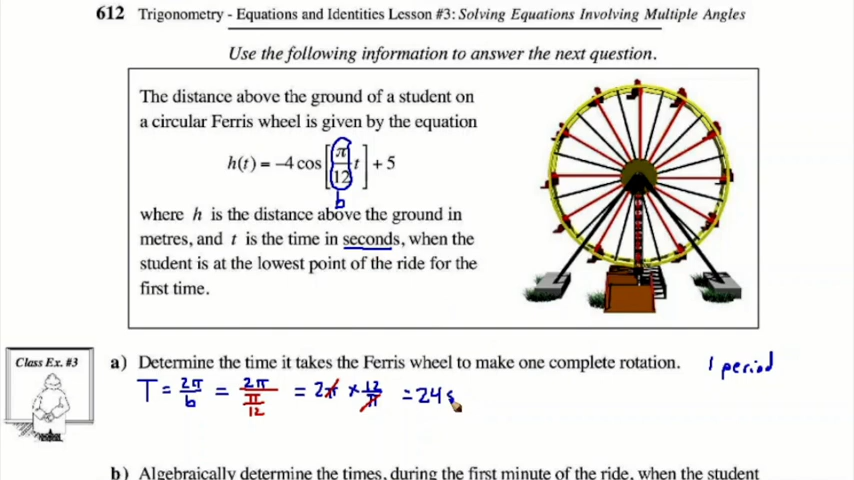 612 Trigonometry - Equations and Identities Lesson #3: Solving Equations Involving Multiple Angles
Use the following information to answer the next question.
The distance above the ground of a student on
a circular Ferris wheel is given by the equation
h(t) = –4 cos[π/12 t] + 5
b
where h is the distance above the ground in
metres, and t is the time in seconds, when the
student is at the lowest point of the ride for the
first time.
Class Ex. #3
a) Determine the time it takes the Ferris wheel to make one complete rotation. 1 period
T = 2π/b = 2π/(π/12) = 2π × 12/π = 24s
b) Algebraically determine the times, during the first minute of the ride, when the student